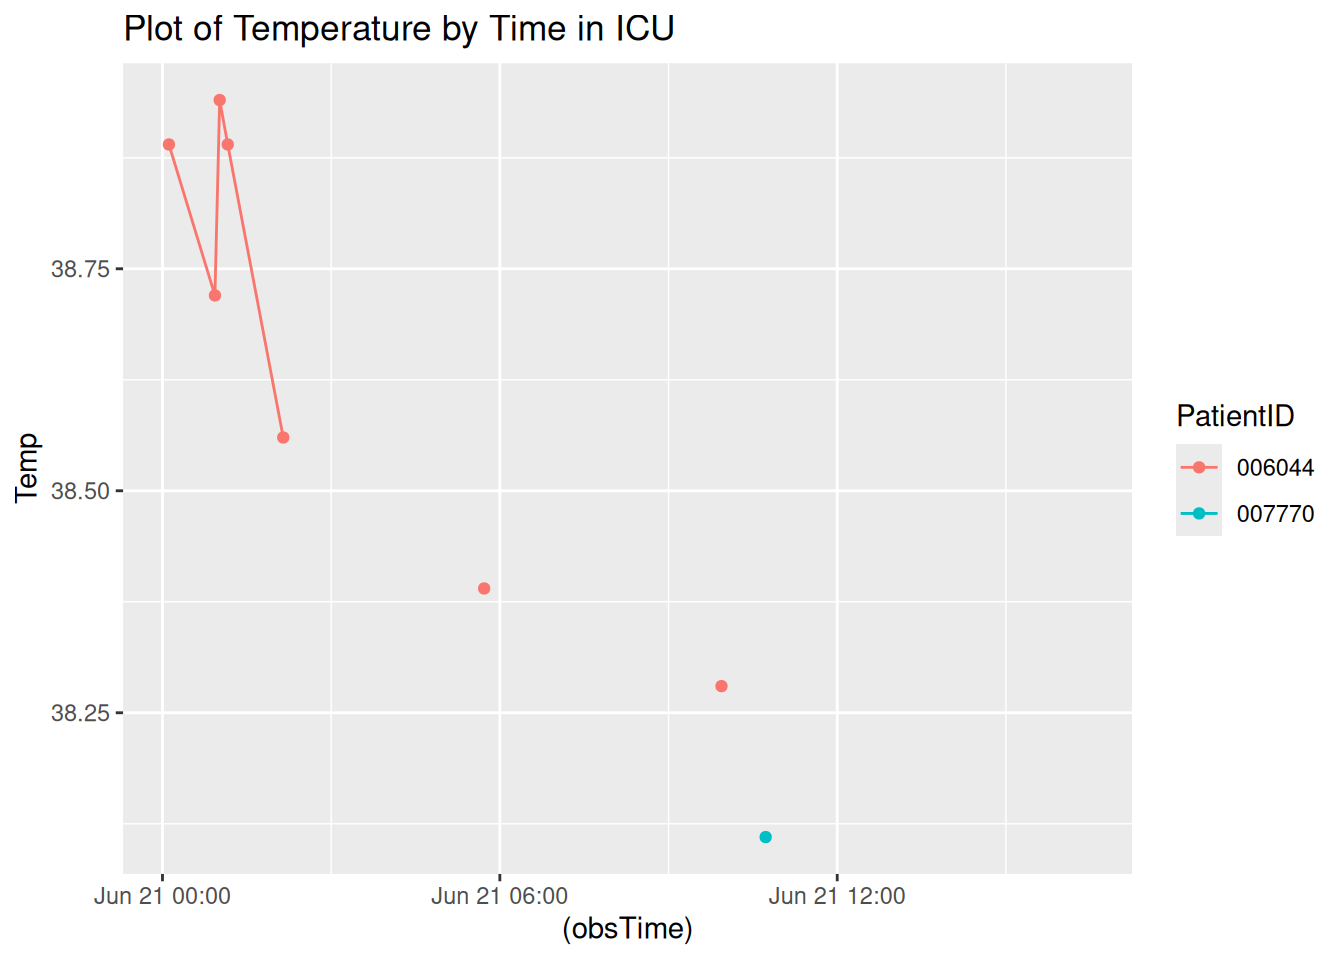 Plot of Temperature by Time in ICU
Temp
38.75
38.50
38.25
Jun 21 00:00
Jun 21 06:00
Jun 21 12:00
(obsTime)
PatientID
006044
007770